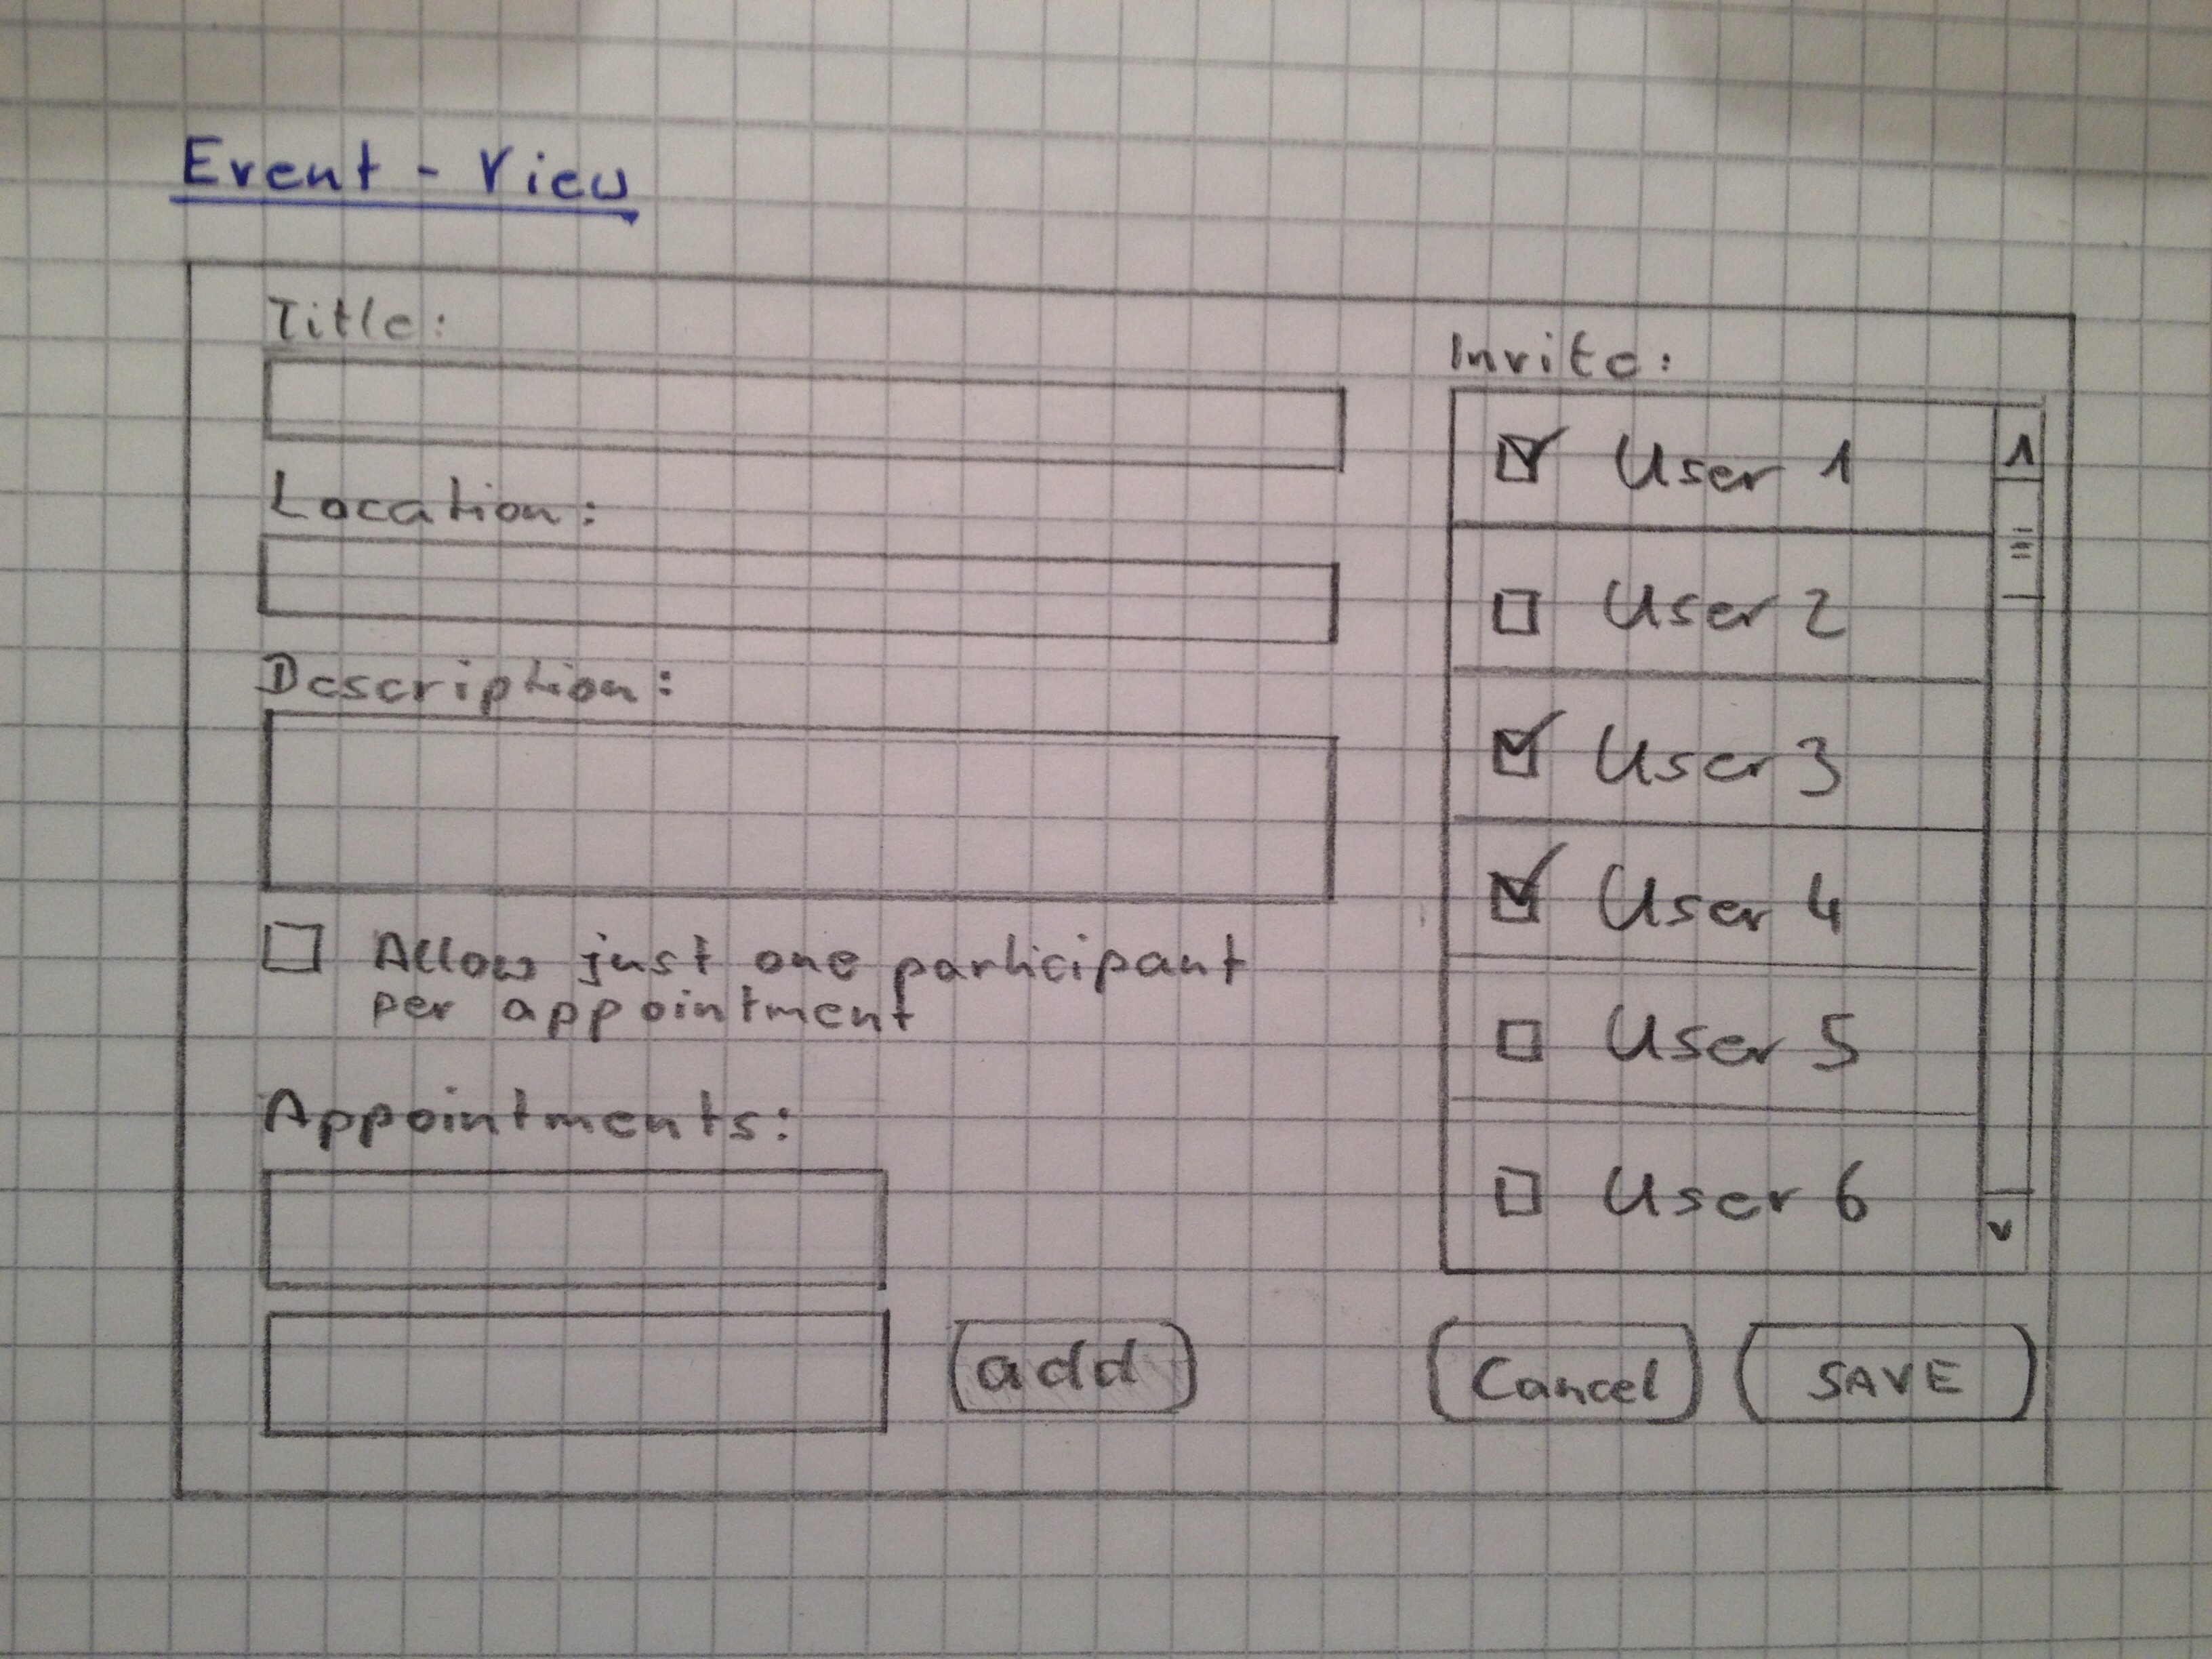 Event - View
Title:
Location:
Description:
Allow just one participant
per appointment
Appointments:
add
Invite:
User 1
User 2
User 3
User 4
User 5
User 6
Cancel
SAVE